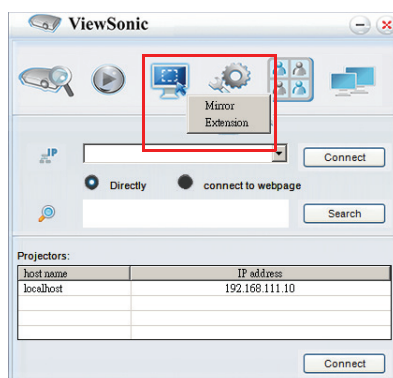 ViewSonic
Mirror
Extension
IP
Connect
Directly connect to webpage
Search
Projectors:
host name IP address
localhost 192.168.111.10
Connect